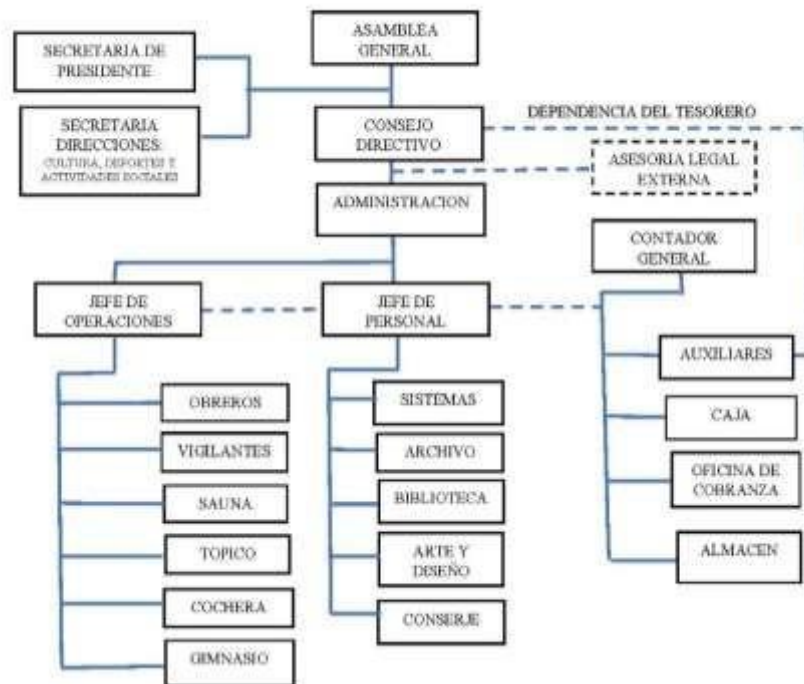 ASAMBLEA
GENERAL
SECRETARIA DE
PRESIDENTE
SECRETARIA
DIRECCIONES:
CULTURA, DEPORTES Y
ACTIVIDADES SOCIALES
CONSEJO
DIRECTIVO
DEPENDENCIA DEL TESORERO
ASESORIA LEGAL
EXTERNA
ADMINISTRACION
CONTADOR
GENERAL
JEFE DE
OPERACIONES
JEFE DE
PERSONAL
AUXILIARES
OBREROS
VIGILANTES
SAUNA
TOPICO
COCHERA
GIMNASIO
SISTEMAS
ARCHIVO
BIBLIOTECA
ARTE Y
DISEÑO
CONSERJE
CAJA
OFICINA DE
COBRANZA
ALMACEN